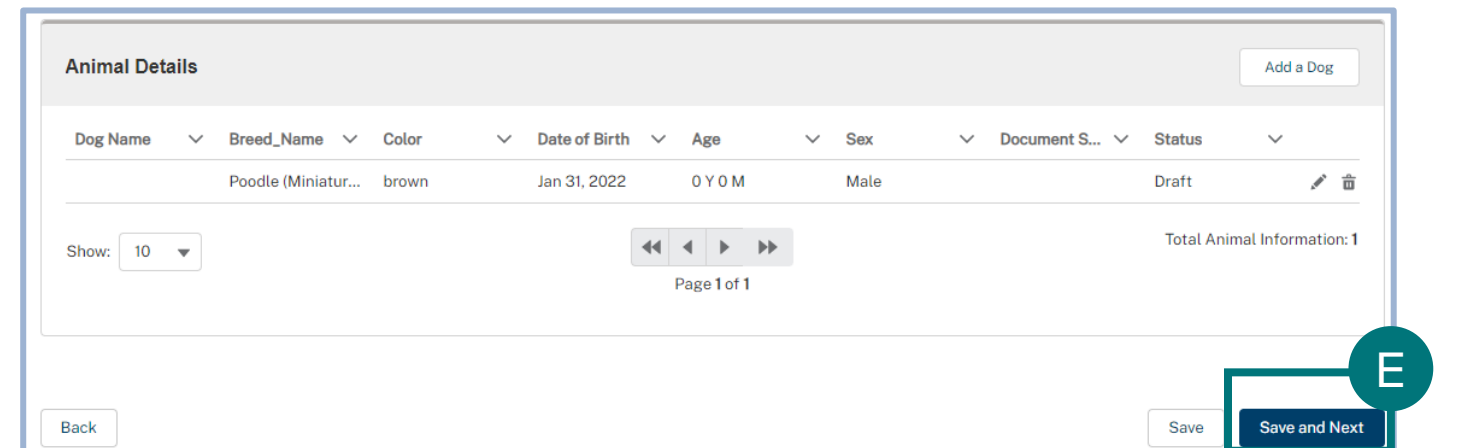 Animal Details
Add a Dog
Dog Name Breed_Name Color Date of Birth Age Sex Document S... Status
Poodle (Miniatur... brown Jan 31, 2022 0 Y 0 M Male Draft
Show: 10
Total Animal Information: 1
Page 1 of 1
E
Back
Save
Save and Next